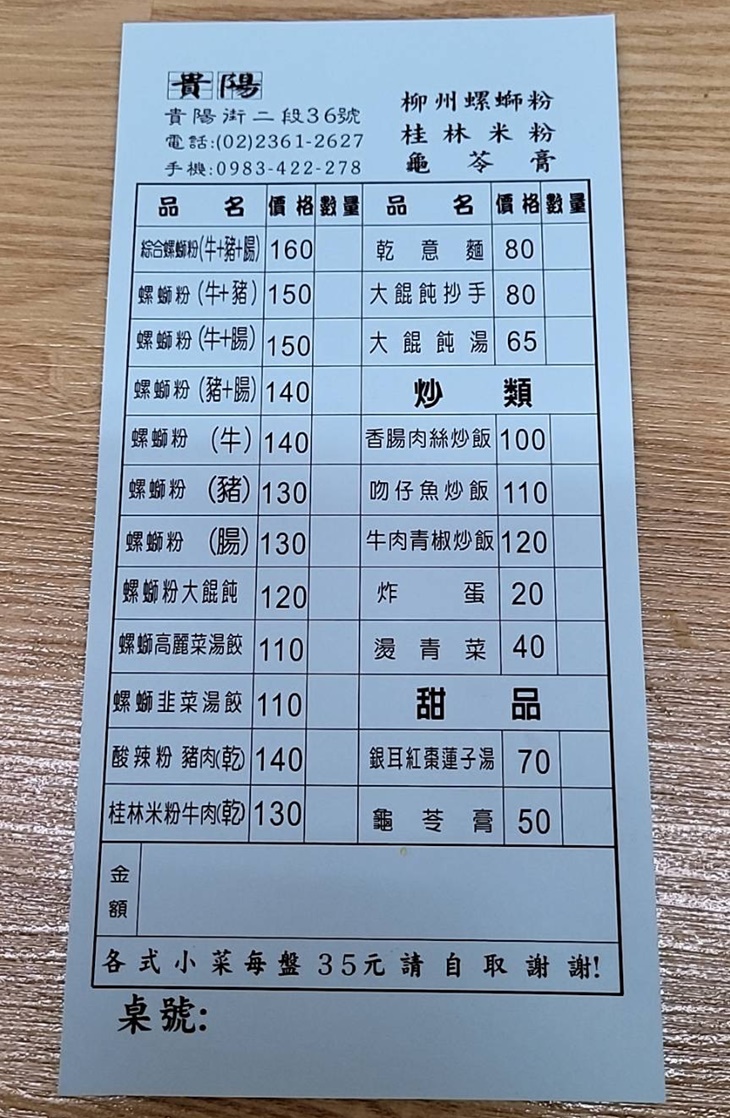 貴陽
貴陽街二段36號
電話:(02)2361-2627
手機:0983-422-278
柳州螺螄粉
桂林米粉
龜苓膏
品名 價格 數量 品名 價格 數量
綜合螺螄粉(牛+豬+腸) 160 乾意麵 80
螺螄粉(牛+豬) 150 大餛飩抄手 80
螺螄粉(牛+腸) 150 大餛飩湯 65
螺螄粉(豬+腸) 140 炒類
螺螄粉(牛) 140 香腸肉絲炒飯 100
螺螄粉(豬) 130 吻仔魚炒飯 110
螺螄粉(腸) 130 牛肉青椒炒飯 120
螺螄粉大餛飩 120 炸蛋 20
螺螄高麗菜湯餃 110 燙青菜 40
螺螄韭菜湯餃 110 甜品
酸辣粉 豬肉(乾) 140 銀耳紅棗蓮子湯 70
桂林米粉牛肉(乾) 130 龜苓膏 50
金額
各式小菜每盤35元請自取謝謝!
桌號: